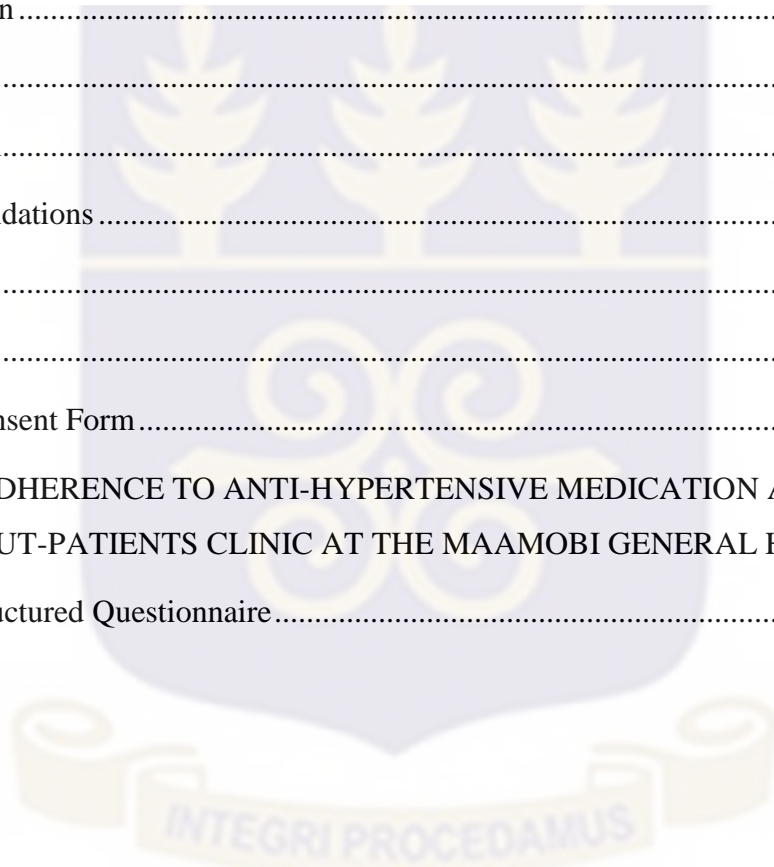 n ..........................................................................
............................................................................
............................................................................
dations ....................................................................
............................................................................
............................................................................
nsent Form .................................................................
DHERENCE TO ANTI-HYPERTENSIVE MEDICATION A
UT-PATIENTS CLINIC AT THE MAAMOBI GENERAL H
uctured Questionnaire ......................................................
INTEGRI PROCEDAMUS